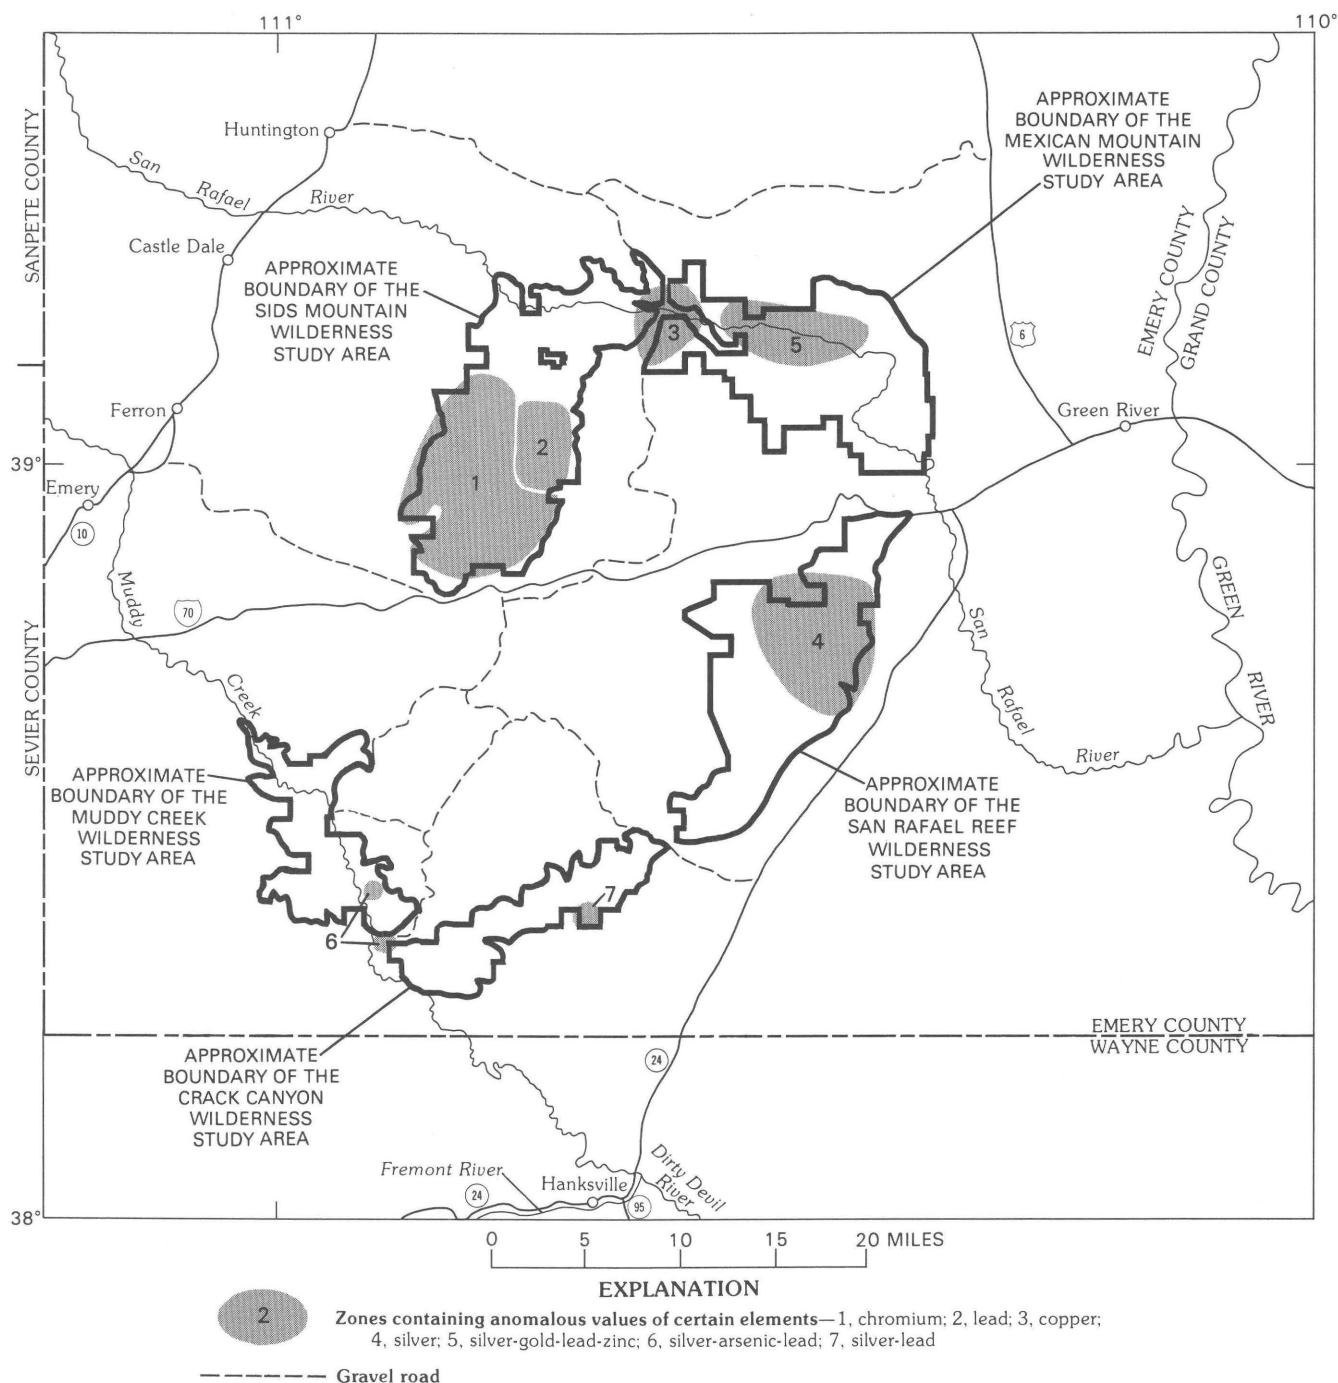 111°
110°
Huntington
APPROXIMATE
BOUNDARY OF THE
MEXICAN MOUNTAIN
WILDERNESS
STUDY AREA
SANPETE COUNTY
San
Rafael
River
Castle Dale
EMERY COUNTY
GRAND COUNTY
APPROXIMATE
BOUNDARY OF THE
SIDS MOUNTAIN
WILDERNESS
STUDY AREA
3
5
6
Ferron
Green River
2
1
39°
Emery
10
Muddy
70
GREEN
RIVER
4
San
Rafael
River
SEVIER COUNTY
Creek
APPROXIMATE
BOUNDARY OF THE
MUDDY CREEK
WILDERNESS
STUDY AREA
APPROXIMATE
BOUNDARY OF THE
SAN RAFAEL REEF
WILDERNESS
STUDY AREA
7
6
EMERY COUNTY
WAYNE COUNTY
APPROXIMATE
BOUNDARY OF THE
CRACK CANYON
WILDERNESS
STUDY AREA
24
Fremont River
Hanksville
Dirty Devil
River
24
95
38°
0 5 10 15 20 MILES
EXPLANATION
2
Zones containing anomalous values of certain elements—1, chromium; 2, lead; 3, copper;
4, silver; 5, silver-gold-lead-zinc; 6, silver-arsenic-lead; 7, silver-lead
Gravel road